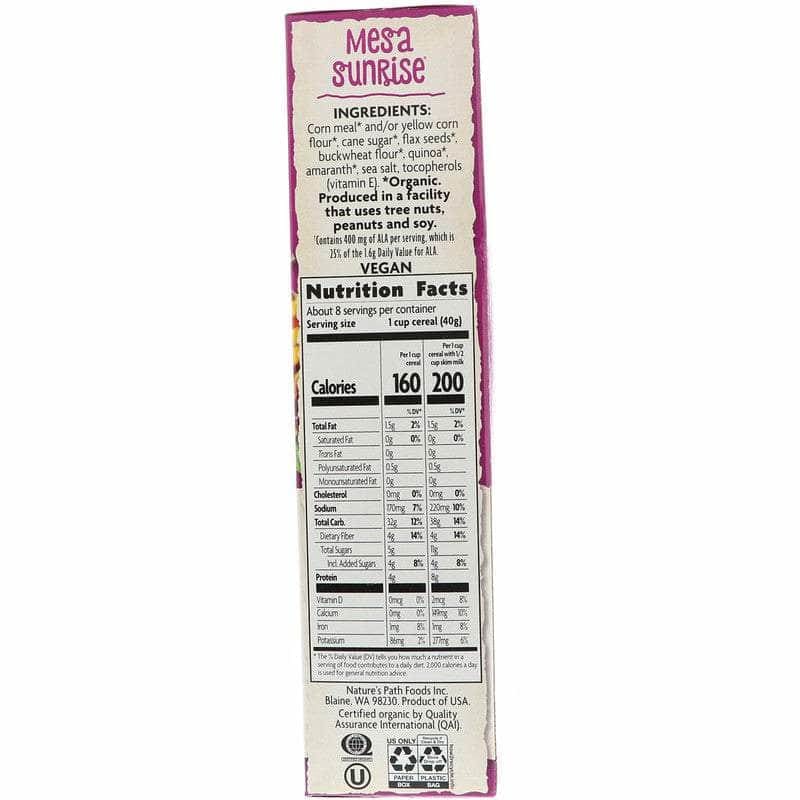 Mesa
Sunrise®
INGREDIENTS:
Corn meal* and/or yellow corn
flour*, cane sugar*, flax seeds*,
buckwheat flour*, quinoa*,
amaranth*, sea salt, tocopherols
(vitamin E). *Organic.
Produced in a facility
that uses tree nuts,
peanuts and soy.
†Contains 400 mg of ALA per serving, which is
25% of the 1.6g Daily Value for ALA.
VEGAN
Nutrition Facts
About 8 servings per container
Serving size 1 cup cereal (40g)
Per 1 cup cereal Per 1 cup cereal with 1/2 cup skim milk
Calories 160 200
%DV* %DV*
Total Fat 1.5g 2% 1.5g 2%
Saturated Fat 0g 0% 0g 0%
Trans Fat 0g 0g
Polyunsaturated Fat 0.5g 0.5g
Monounsaturated Fat 0g 0g
Cholesterol 0mg 0% 0mg 0%
Sodium 170mg 7% 220mg 10%
Total Carb. 32g 12% 38g 14%
Dietary Fiber 4g 14% 4g 14%
Total Sugars 5g 11g
Incl. Added Sugars 4g 8% 4g 8%
Protein 4g 8g
Vitamin D 0mcg 0% 2mcg 8%
Calcium 0mg 0% 149mg 10%
Iron 1mg 8% 1mg 8%
Potassium 86mg 2% 277mg 6%
*The % Daily Value (DV) tells you how much a nutrient in a
serving of food contributes to a daily diet. 2,000 calories a day
is used for general nutrition advice.
Nature's Path Foods Inc.
Blaine, WA 98230. Product of USA.
Certified organic by Quality
Assurance International (QAI).
US ONLY
PAPER
BOX
PLASTIC
BAG
U